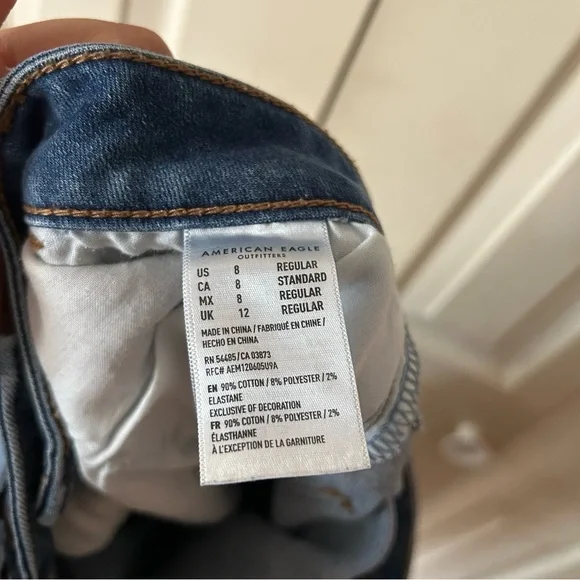 AMERICAN EAGLE
OUTFITTERS
US 8 REGULAR
CA 8 STANDARD
MX 8 REGULAR
UK 12 REGULAR
MADE IN CHINA / FABRIQUÉ EN CHINE /
HECHO EN CHINA
RN 54485/CA 03873
RFC# AEM120605U9A
EN 90% COTTON / 8% POLYESTER / 2%
ELASTANE
EXCLUSIVE OF DECORATION
FR 90% COTON / 8% POLYESTER / 2%
ÉLASTHANNE
À L'EXCEPTION DE LA GARNITURE